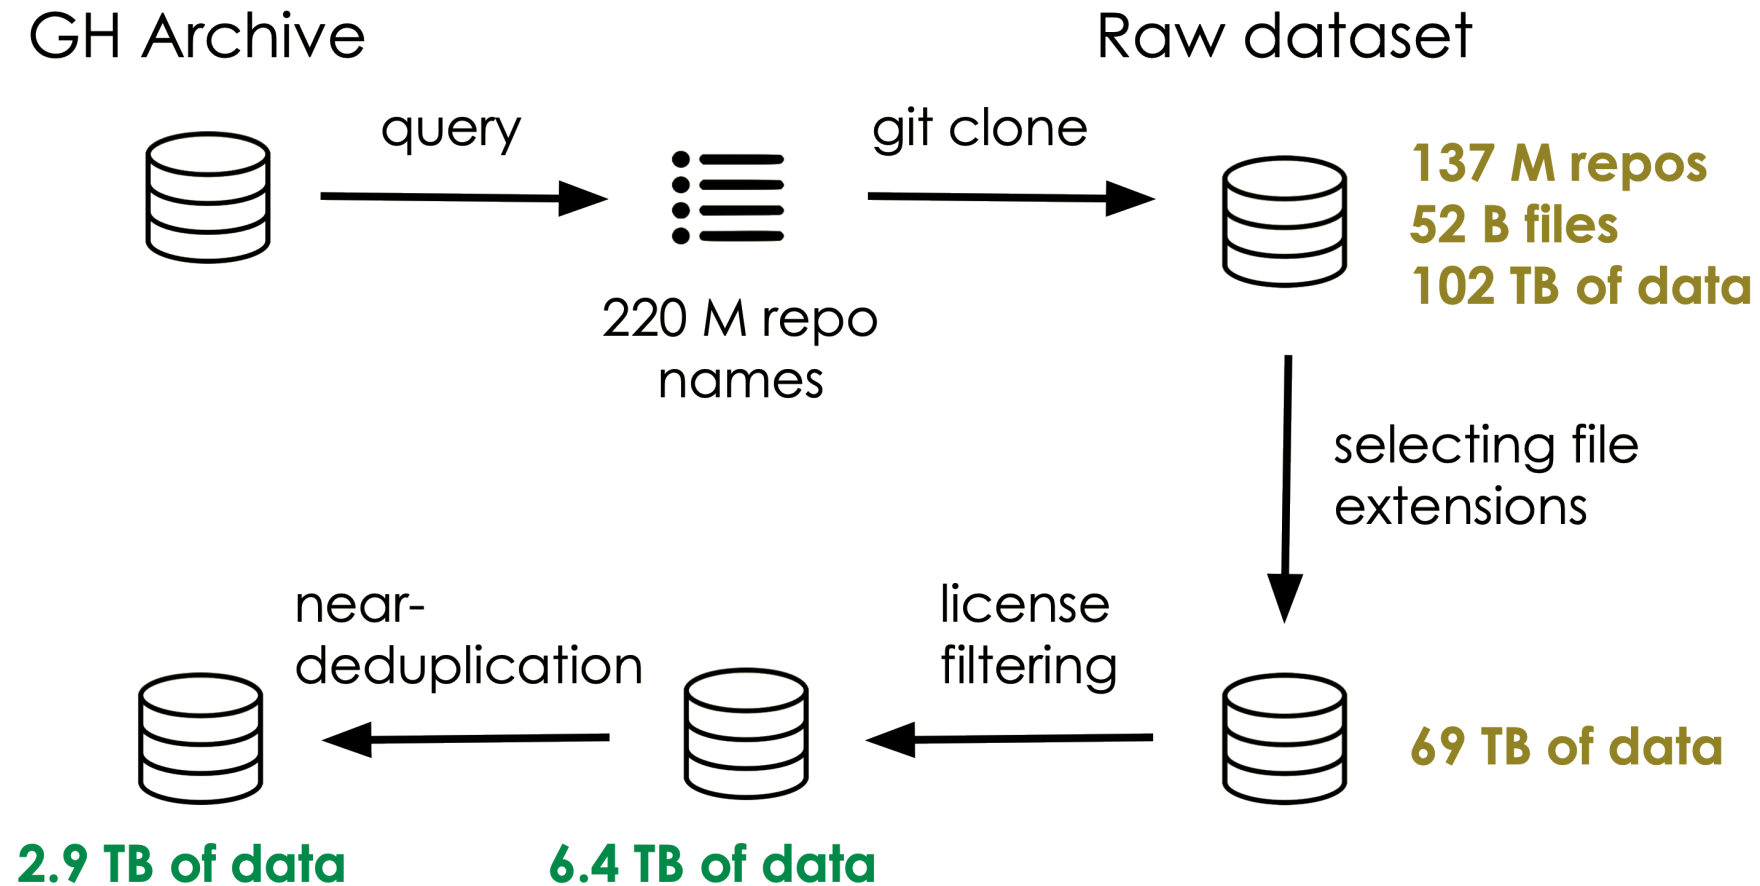 GH Archive
Raw dataset
query
git clone
137 M repos
52 B files
102 TB of data
220 M repo
names
selecting file
extensions
near-
deduplication
license
filtering
69 TB of data
2.9 TB of data
6.4 TB of data